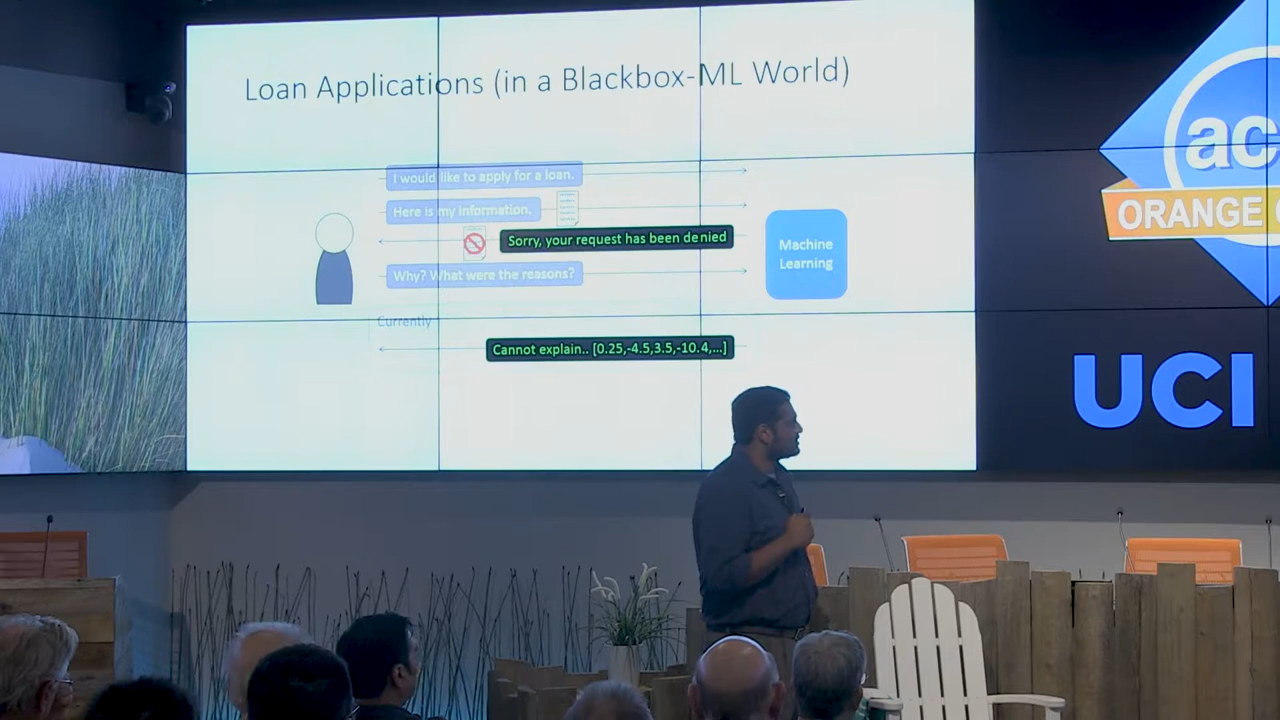 Loan Applications (in a Blackbox-ML World)
I would like to apply for a loan.
Here is my information.
Sorry, your request has been denied
Why? What were the reasons?
Machine
Learning
Currently
Cannot explain.. [0.25,-4.5,3.5,-10.4,...]
ac
ORANGE
UCI